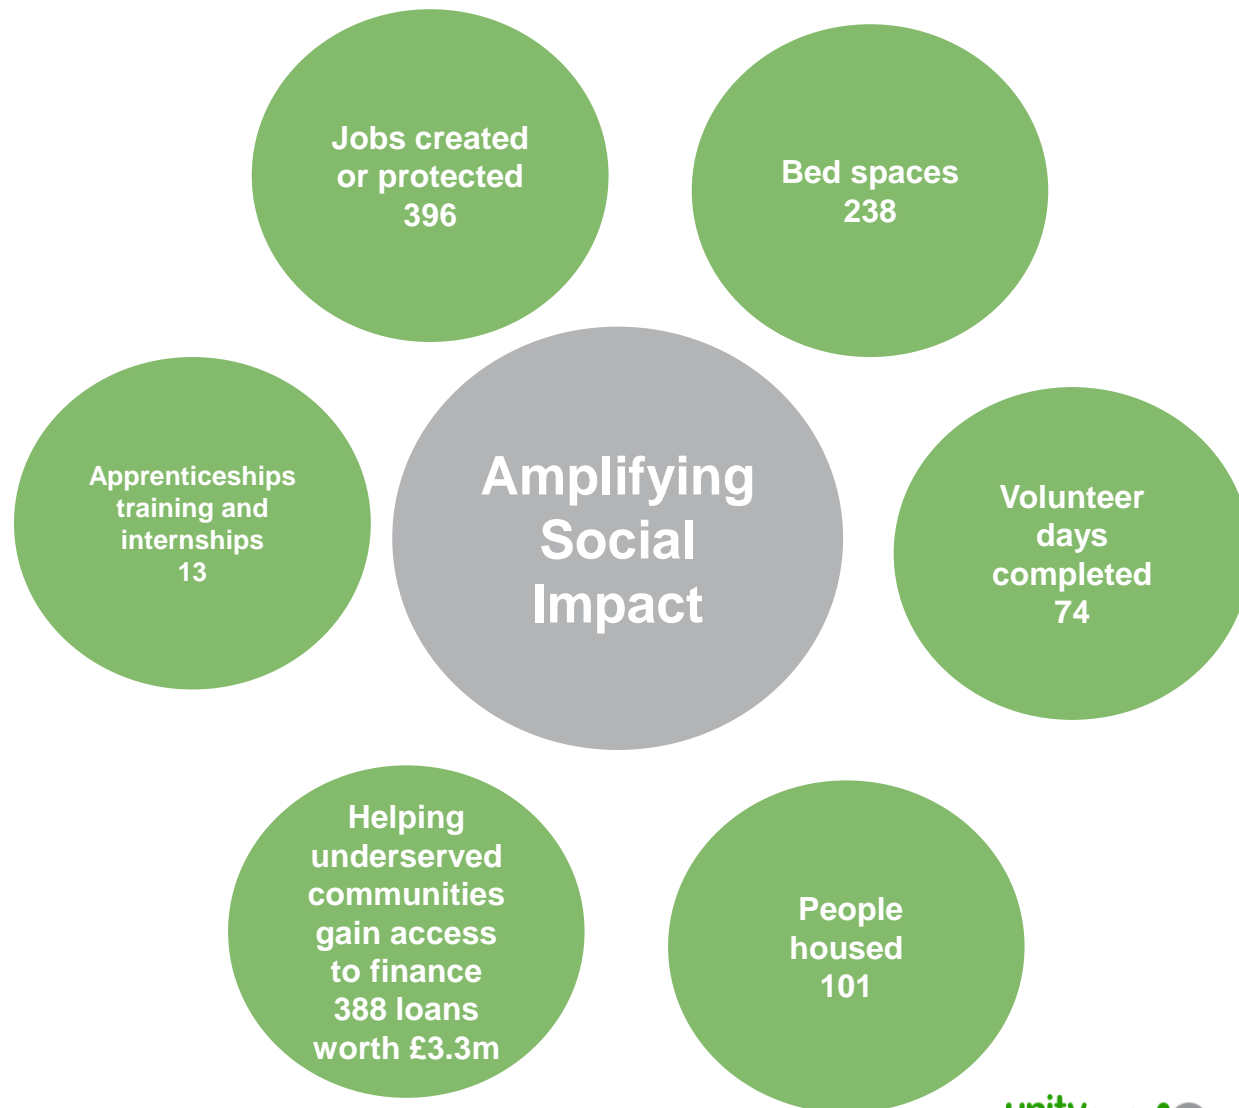 Jobs created
or protected
396
Bed spaces
238
Apprenticeships
training and
internships
13
Amplifying
Social
Impact
Volunteer
days
completed
74
Helping
underserved
communities
gain access
to finance
388 loans
worth £3.3m
People
housed
101
unity